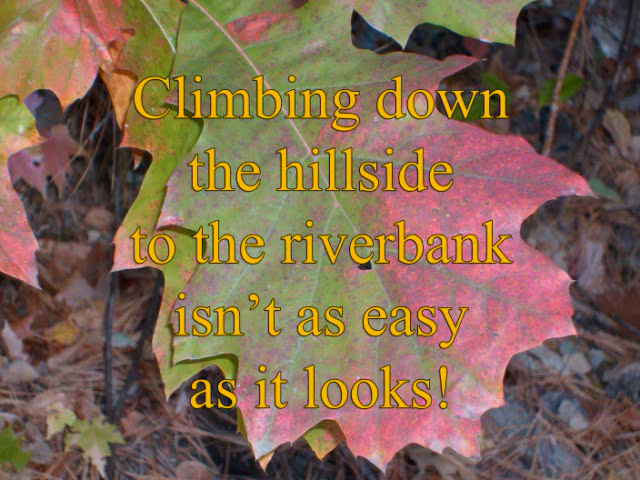 Climbing down
the hillside
to the riverbank
isn’t as easy
as it looks!